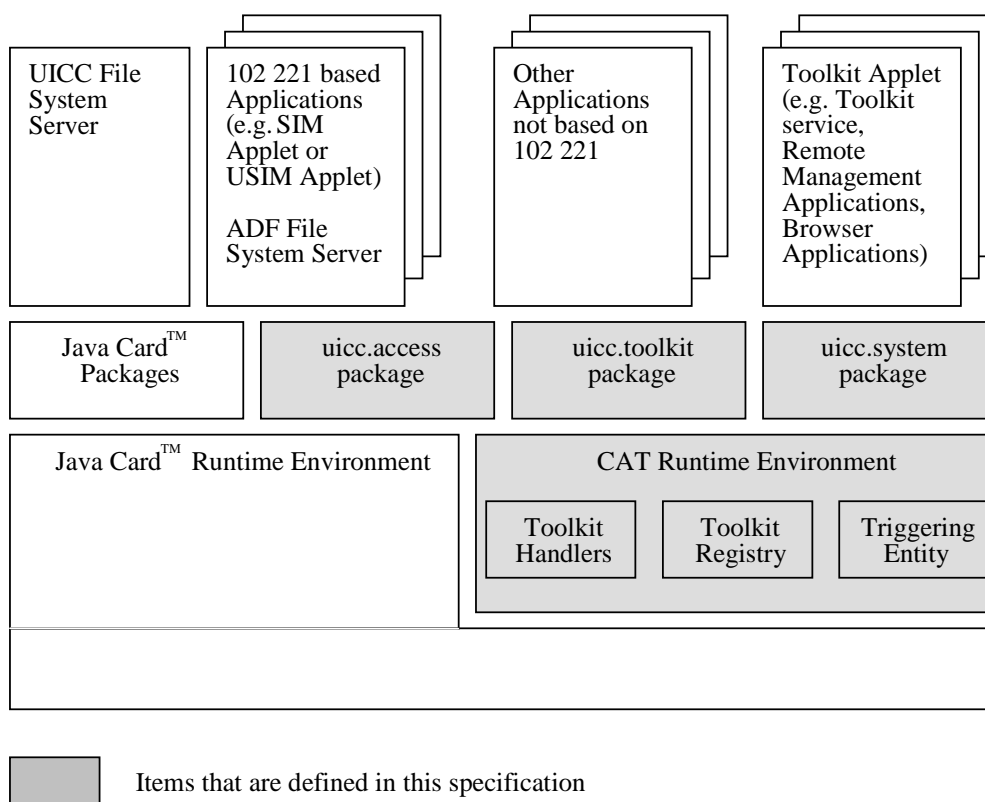 UICC File
System
Server
102 221 based
Applications
(e.g. SIM
Applet or
USIM Applet)
ADF File
System Server
Other
Applications
not based on
102 221
Toolkit Applet
(e.g. Toolkit
service,
Remote
Management
Applications,
Browser
Applications)
Java Card™
Packages
uicc.access
package
uicc.toolkit
package
uicc.system
package
Java Card™ Runtime Environment
CAT Runtime Environment
Toolkit
Handlers
Toolkit
Registry
Triggering
Entity
Items that are defined in this specification